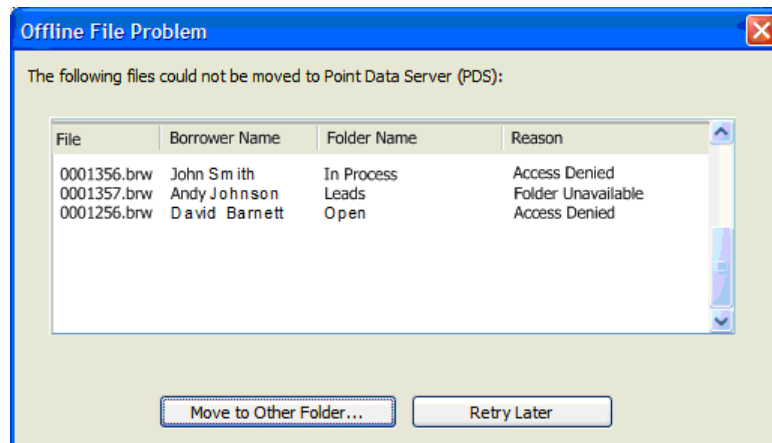 Offline File Problem
The following files could not be moved to Point Data Server (PDS):
File Borrower Name Folder Name Reason
0001356.brw John Smith In Process Access Denied
0001357.brw Andy Johnson Leads Folder Unavailable
0001256.brw David Barnett Open Access Denied
Move to Other Folder... Retry Later